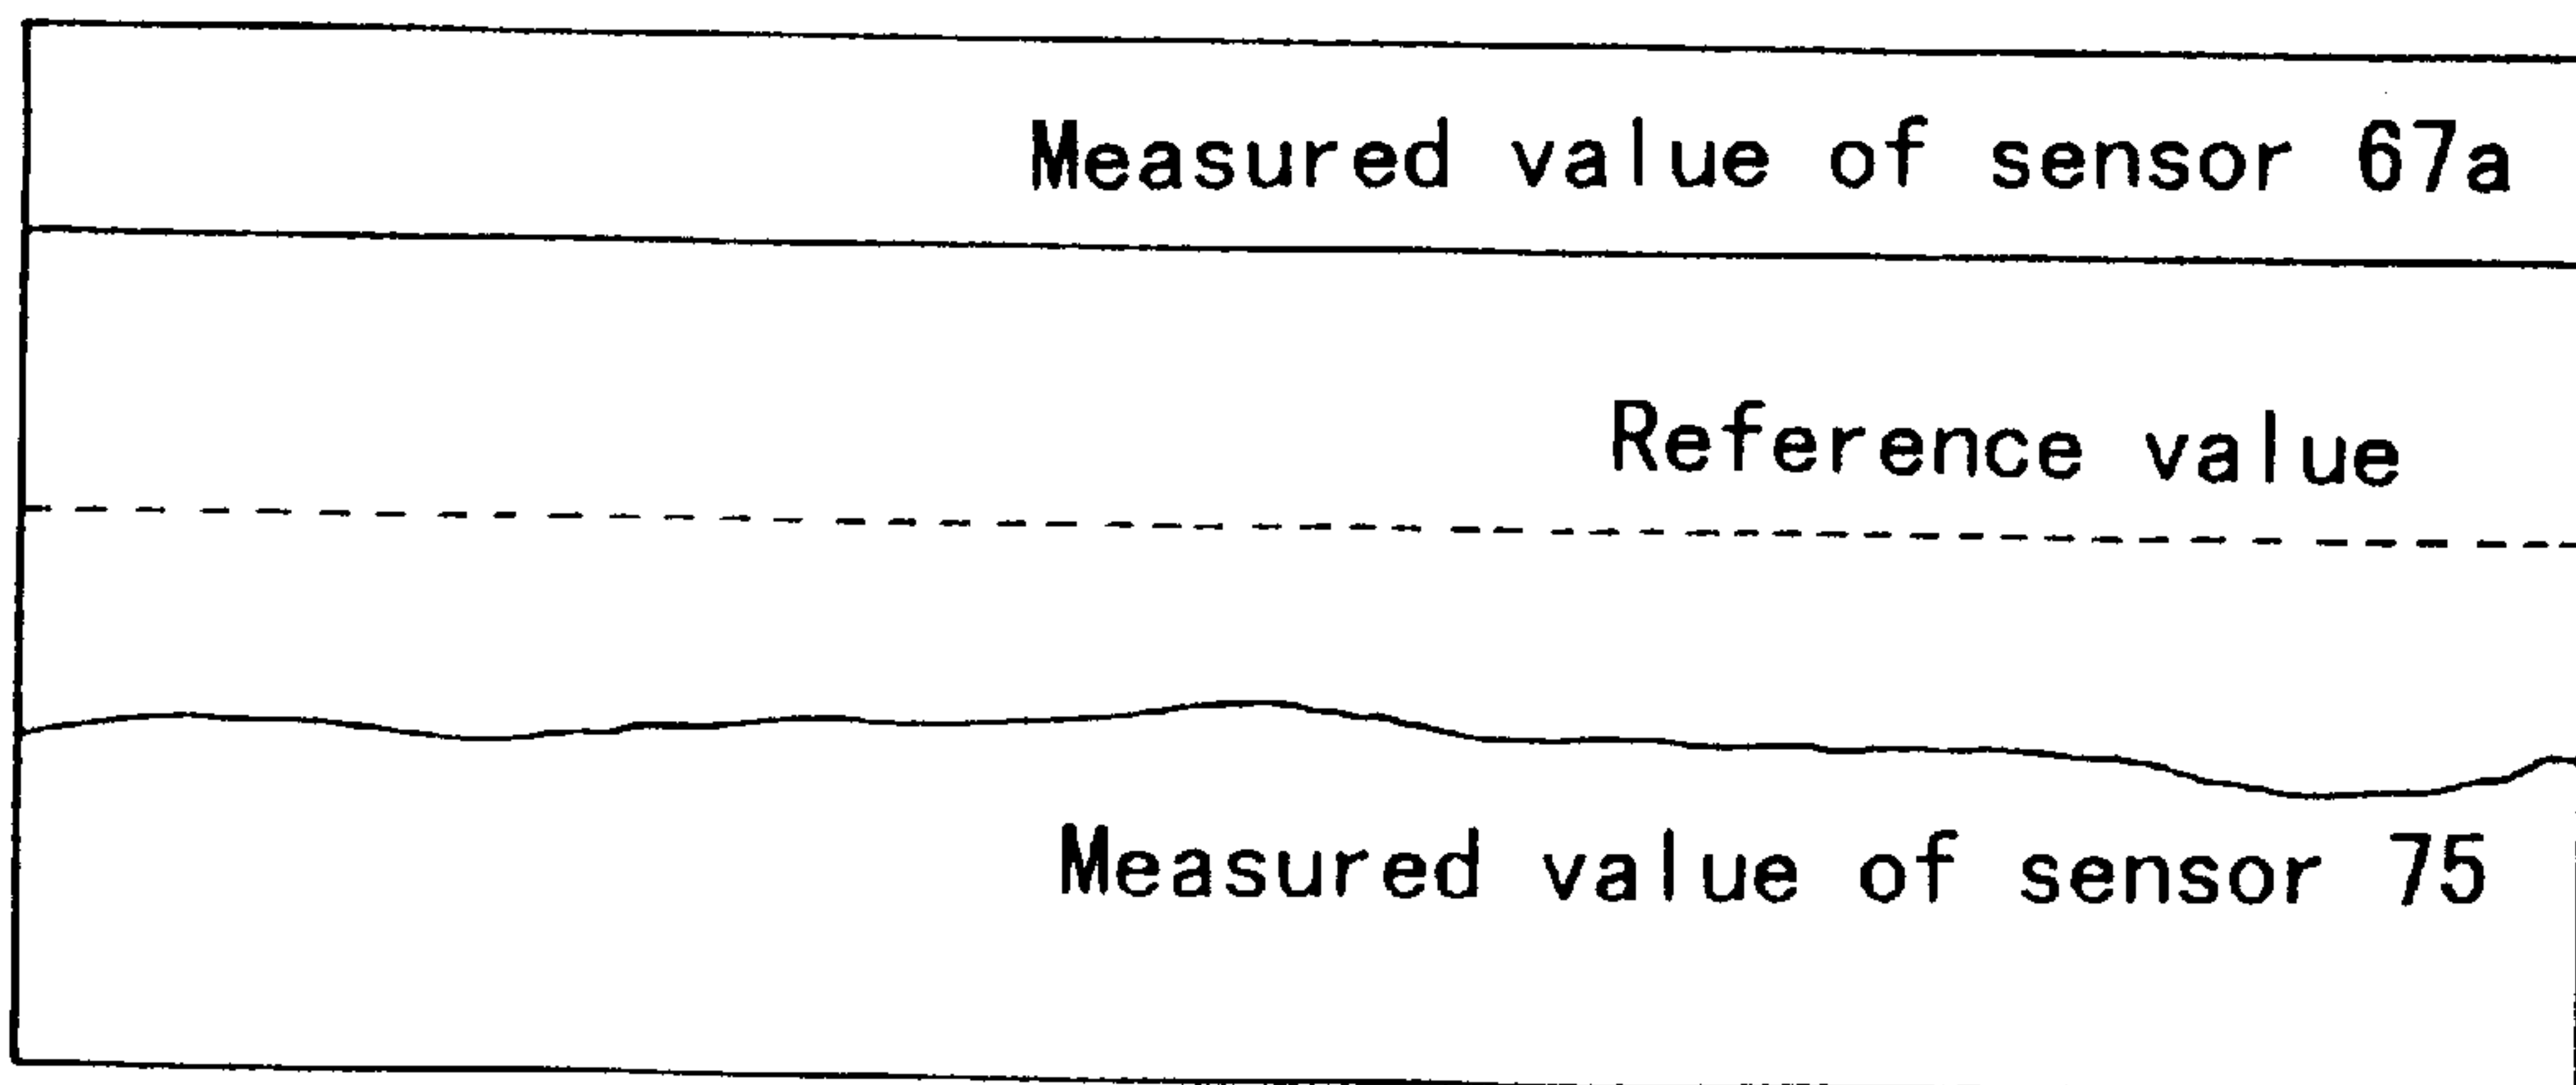 Measured value of sensor 67a
Reference value
Measured value of sensor 75